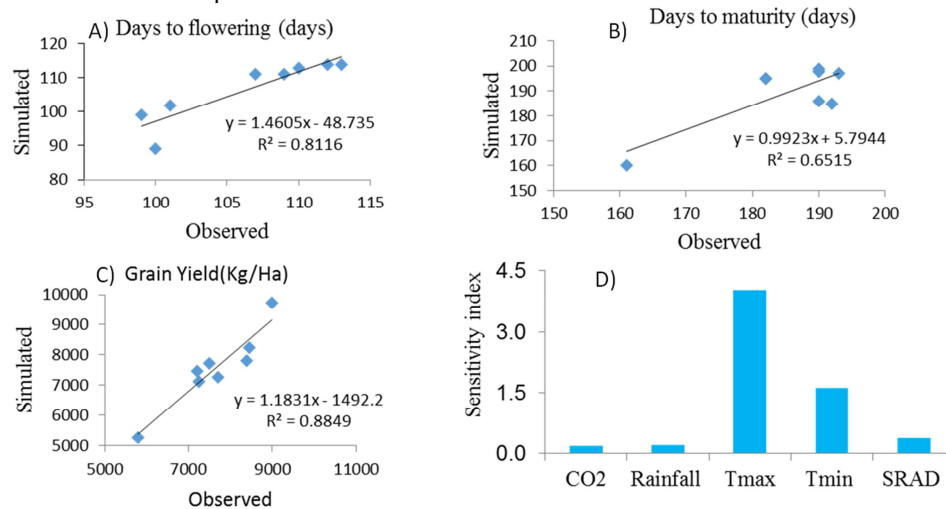 A) Days to flowering (days)
120
110
100
90
80
Simulated
y = 1.4605x - 48.735
R² = 0.8116
95 100 105 110 115
Observed
B) Days to maturity (days)
210
200
190
180
170
160
150
Simulated
y = 0.9923x + 5.7944
R² = 0.6515
150 160 170 180 190 200
Observed
C) Grain Yield(Kg/Ha)
10000
9000
8000
7000
6000
5000
Simulated
y = 1.1831x - 1492.2
R² = 0.8849
5000 7000 9000 11000
Observed
D)
4.5
3.0
1.5
0.0
Sensitivity index
CO2 Rainfall Tmax Tmin SRAD